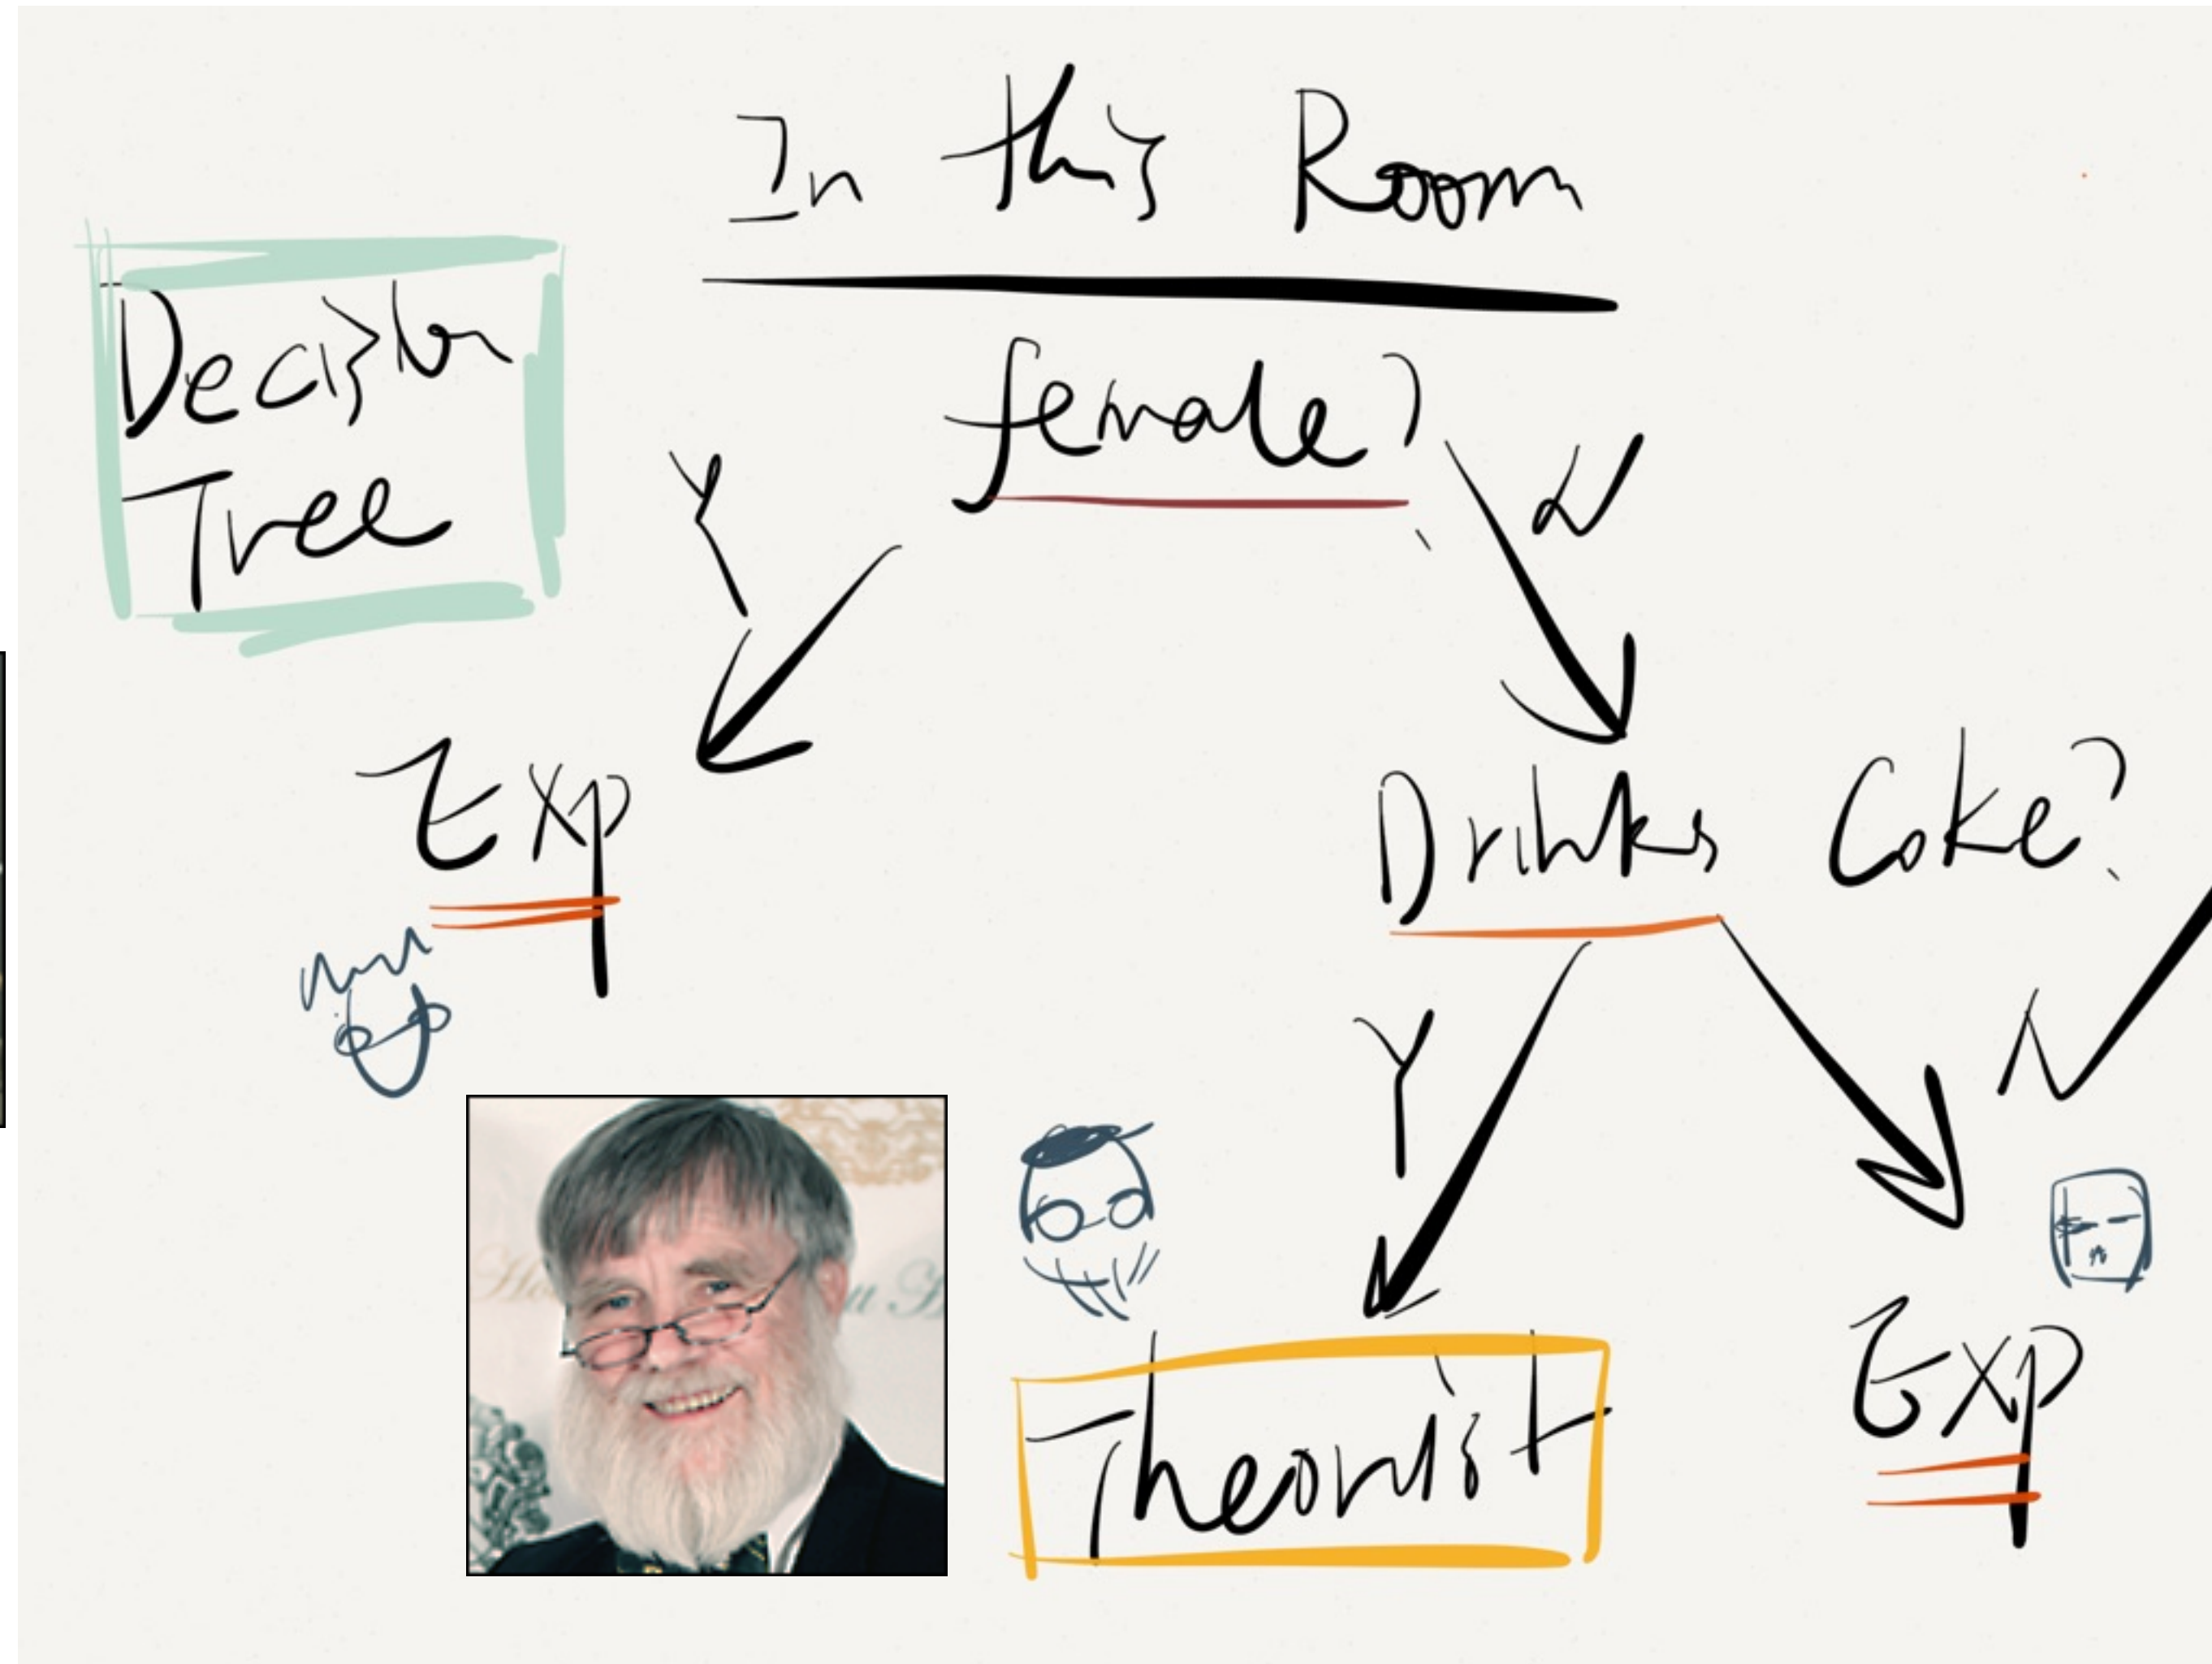 In this Room
Decision
Tree
female?
Y
N
Exp
Drinks Coke?
Y
N
Theorist
Exp